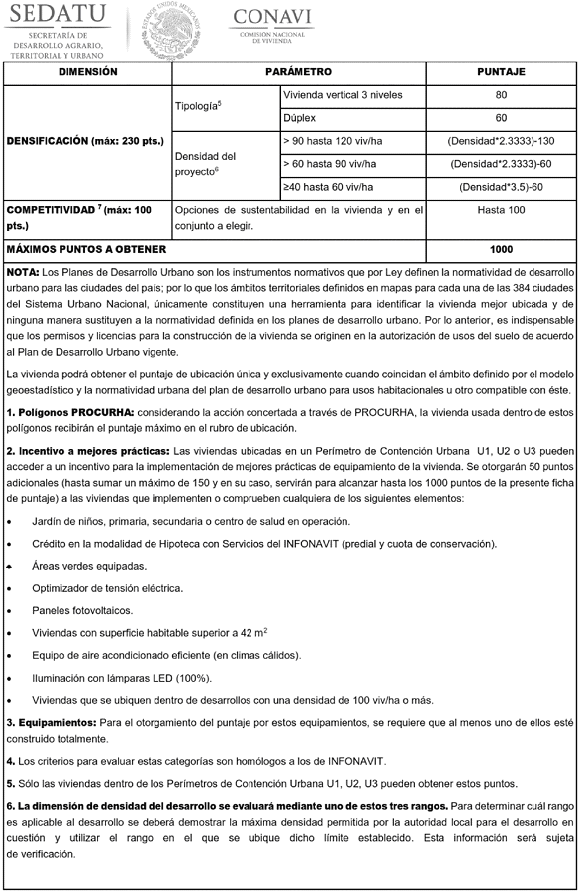 SEDATU
SECRETARÍA DE
DESARROLLO AGRARIO,
TERRITORIAL Y URBANO
ESTADOS UNIDOS MEXICANOS
CONAVI
COMISIÓN NACIONAL
DE VIVIENDA
DIMENSIÓN PARÁMETRO PUNTAJE
DENSIFICACIÓN (máx: 230 pts.) Tipología5 Vivienda vertical 3 niveles 80
Dúplex 60
Densidad del
proyecto6
> 90 hasta 120 viv/ha (Densidad*2.3333)-130
> 60 hasta 90 viv/ha (Densidad*2.3333)-60
≥40 hasta 60 viv/ha (Densidad*3.5)-60
COMPETITIVIDAD 7 (máx: 100
pts.)
Opciones de sustentabilidad en la vivienda y en el
conjunto a elegir.
Hasta 100
MÁXIMOS PUNTOS A OBTENER 1000
NOTA: Los Planes de Desarrollo Urbano son los instrumentos normativos que por Ley definen la normatividad de desarrollo
urbano para las ciudades del país; por lo que los ámbitos territoriales definidos en mapas para cada una de las 384 ciudades
del Sistema Urbano Nacional, únicamente constituyen una herramienta para identificar la vivienda mejor ubicada y de
ninguna manera sustituyen a la normatividad definida en los planes de desarrollo urbano. Por lo anterior, es indispensable
que los permisos y licencias para la construcción de la vivienda se originen en la autorización de usos del suelo de acuerdo
al Plan de Desarrollo Urbano vigente.
La vivienda podrá obtener el puntaje de ubicación única y exclusivamente cuando coincidan el ámbito definido por el modelo
geoestadístico y la normatividad urbana del plan de desarrollo urbano para usos habitacionales u otro compatible con éste.
1. Polígonos PROCURHA: considerando la acción concertada a través de PROCURHA, la vivienda usada dentro de estos
polígonos recibirán el puntaje máximo en el rubro de ubicación.
2. Incentivo a mejores prácticas: Las viviendas ubicadas en un Perímetro de Contención Urbana U1, U2 o U3 pueden
acceder a un incentivo para la implementación de mejores prácticas de equipamiento de la vivienda. Se otorgarán 50 puntos
adicionales (hasta sumar un máximo de 150 y en su caso, servirán para alcanzar hasta los 1000 puntos de la presente ficha
de puntaje) a las viviendas que implementen o comprueben cualquiera de los siguientes elementos:
• Jardín de niños, primaria, secundaria o centro de salud en operación.
• Crédito en la modalidad de Hipoteca con Servicios del INFONAVIT (predial y cuota de conservación).
• Áreas verdes equipadas.
• Optimizador de tensión eléctrica.
• Paneles fotovoltaicos.
• Viviendas con superficie habitable superior a 42 m2
• Equipo de aire acondicionado eficiente (en climas cálidos).
• Iluminación con lámparas LED (100%).
• Viviendas que se ubiquen dentro de desarrollos con una densidad de 100 viv/ha o más.
3. Equipamientos: Para el otorgamiento del puntaje por estos equipamientos, se requiere que al menos uno de ellos esté
construido totalmente.
4. Los criterios para evaluar estas categorías son homólogos a los de INFONAVIT.
5. Sólo las viviendas dentro de los Perímetros de Contención Urbana U1, U2, U3 pueden obtener estos puntos.
6. La dimensión de densidad del desarrollo se evaluará mediante uno de estos tres rangos. Para determinar cuál rango
es aplicable al desarrollo se deberá demostrar la máxima densidad permitida por la autoridad local para el desarrollo en
cuestión y utilizar el rango en el que se ubique dicho límite establecido. Esta información será sujeta
de verificación.